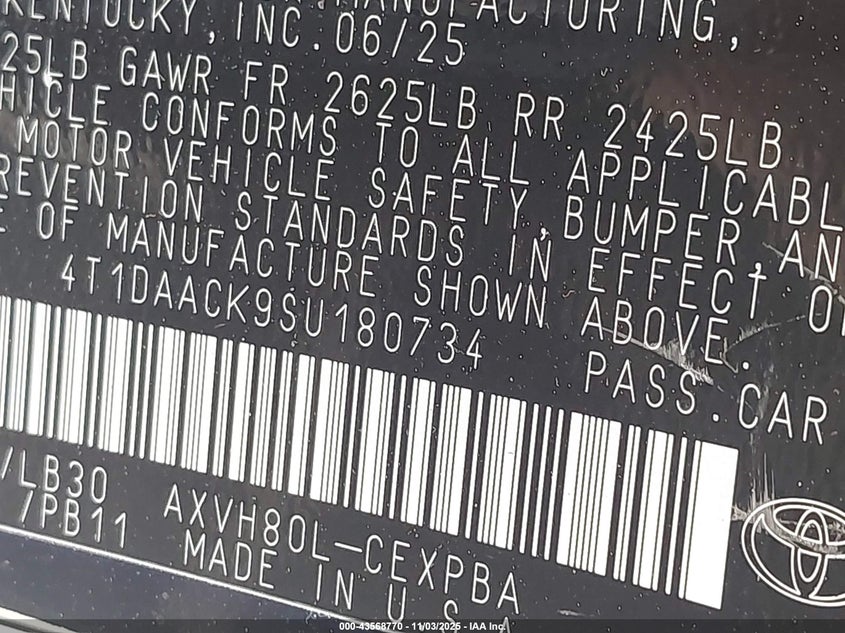 MANUFACTURING,
KENTUCKY, INC. 06/25
25LB GAWR FR 2625LB RR 2425LB
HICLE CONFORMS TO ALL APPLICABL
MOTOR VEHICLE SAFETY,BUMPER,AN
REVENTION STANDARDS IN EFFECT O
E OF MANUFACTURE SHOWN ABOVE.
4T1DAACK9SU180734 PASS.CAR
/LB30 AXVH80L-CEXPBA
/PB11 MADE IN U S
000-43568770 - 11/03/2025 - IAA Inc.